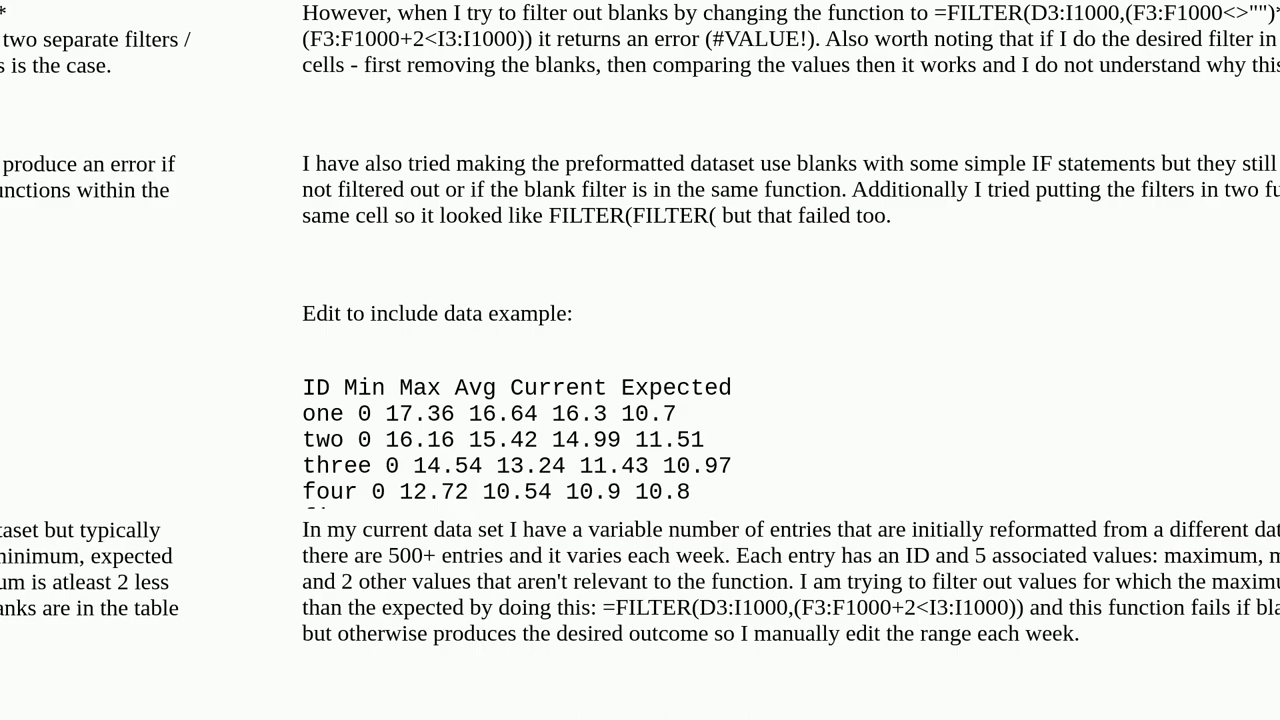 *
two separate filters /
s is the case.
However, when I try to filter out blanks by changing the function to =FILTER(D3:I1000,(F3:F1000<>"")*
(F3:F1000+2<I3:I1000)) it returns an error (#VALUE!). Also worth noting that if I do the desired filter in
cells - first removing the blanks, then comparing the values then it works and I do not understand why this
produce an error if
unctions within the
I have also tried making the preformatted dataset use blanks with some simple IF statements but they still
not filtered out or if the blank filter is in the same function. Additionally I tried putting the filters in two fu
same cell so it looked like FILTER(FILTER( but that failed too.
Edit to include data example:
ID Min Max Avg Current Expected
one 0 17.36 16.64 16.3 10.7
two 0 16.16 15.42 14.99 11.51
three 0 14.54 13.24 11.43 10.97
four 0 12.72 10.54 10.9 10.8
taset but typically
minimum, expected
um is atleast 2 less
anks are in the table
In my current data set I have a variable number of entries that are initially reformatted from a different dat
there are 500+ entries and it varies each week. Each entry has an ID and 5 associated values: maximum, m
and 2 other values that aren't relevant to the function. I am trying to filter out values for which the maximu
than the expected by doing this: =FILTER(D3:I1000,(F3:F1000+2<I3:I1000)) and this function fails if bla
but otherwise produces the desired outcome so I manually edit the range each week.